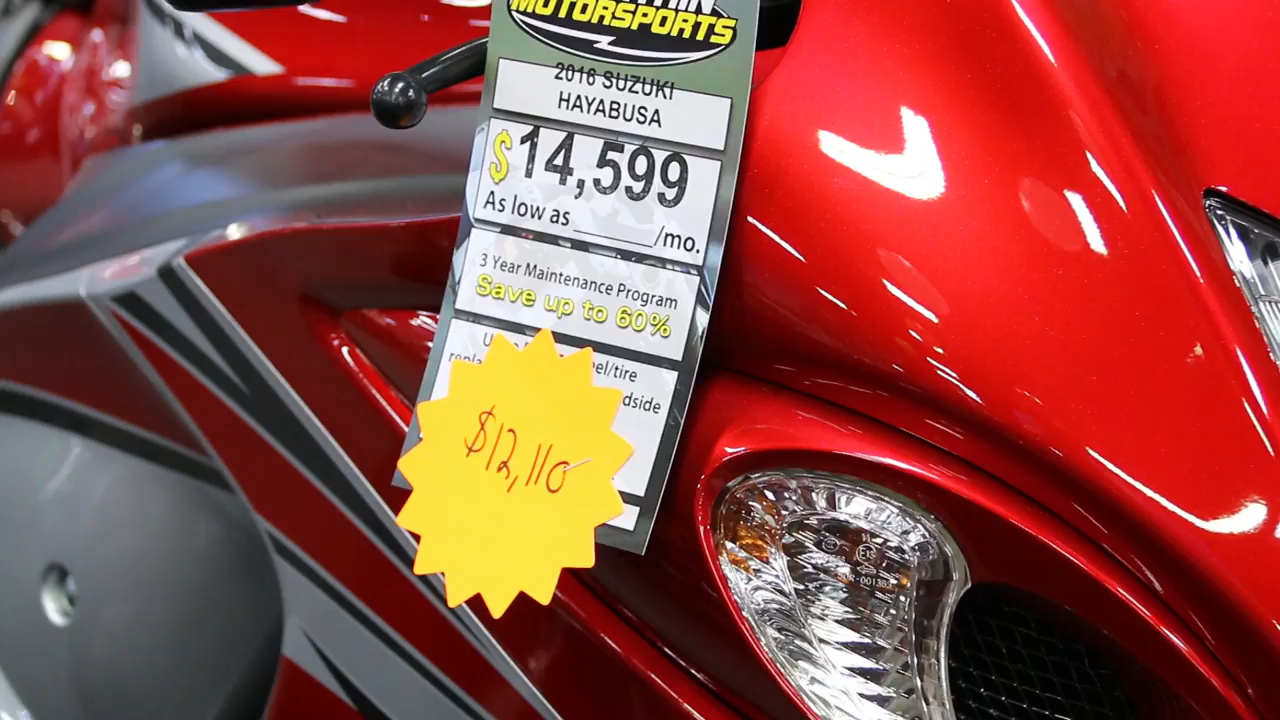 MOTORSPORTS
2016 SUZUKI
HAYABUSA
$14,599
As low as ______/mo.
3 Year Maintenance Program
Save up to 60%
$12,110